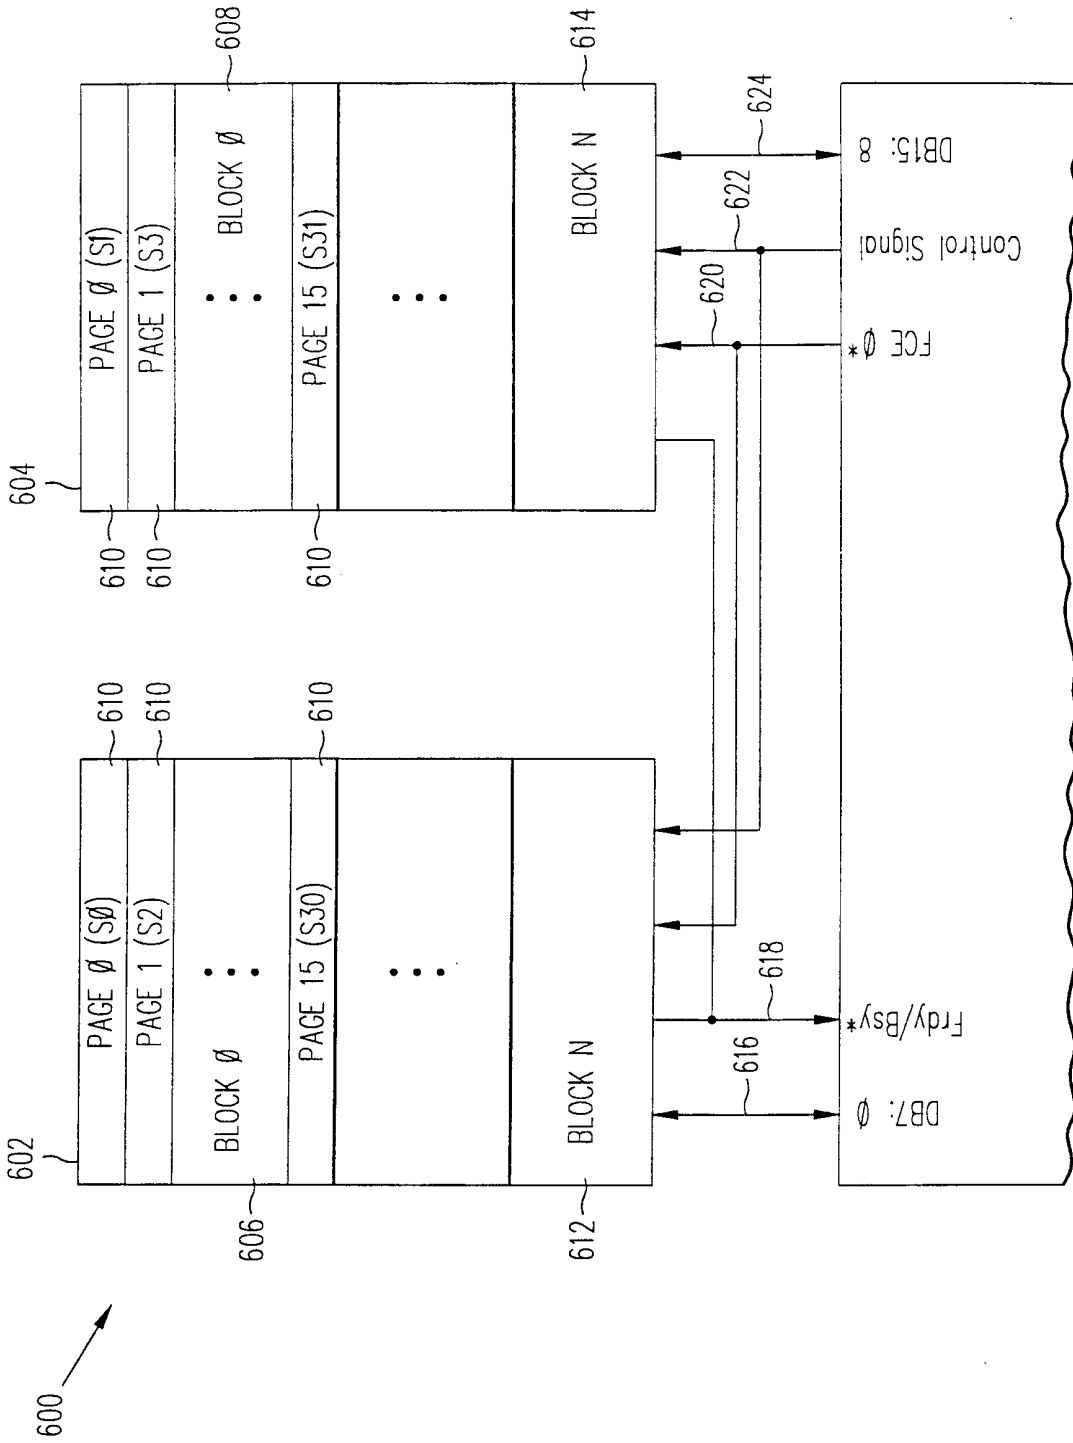 600
602
604
PAGE Ø (SØ)
610
610
PAGE Ø (S1)
PAGE 1 (S2)
610
610
PAGE 1 (S3)
606
BLOCK Ø
BLOCK Ø
608
PAGE 15 (S30)
610
610
PAGE 15 (S31)
612
BLOCK N
BLOCK N
614
616
618
620
622
624
DB7: Ø
Frdy/Bsy*
FCE Ø*
Control Signal
DB15: 8